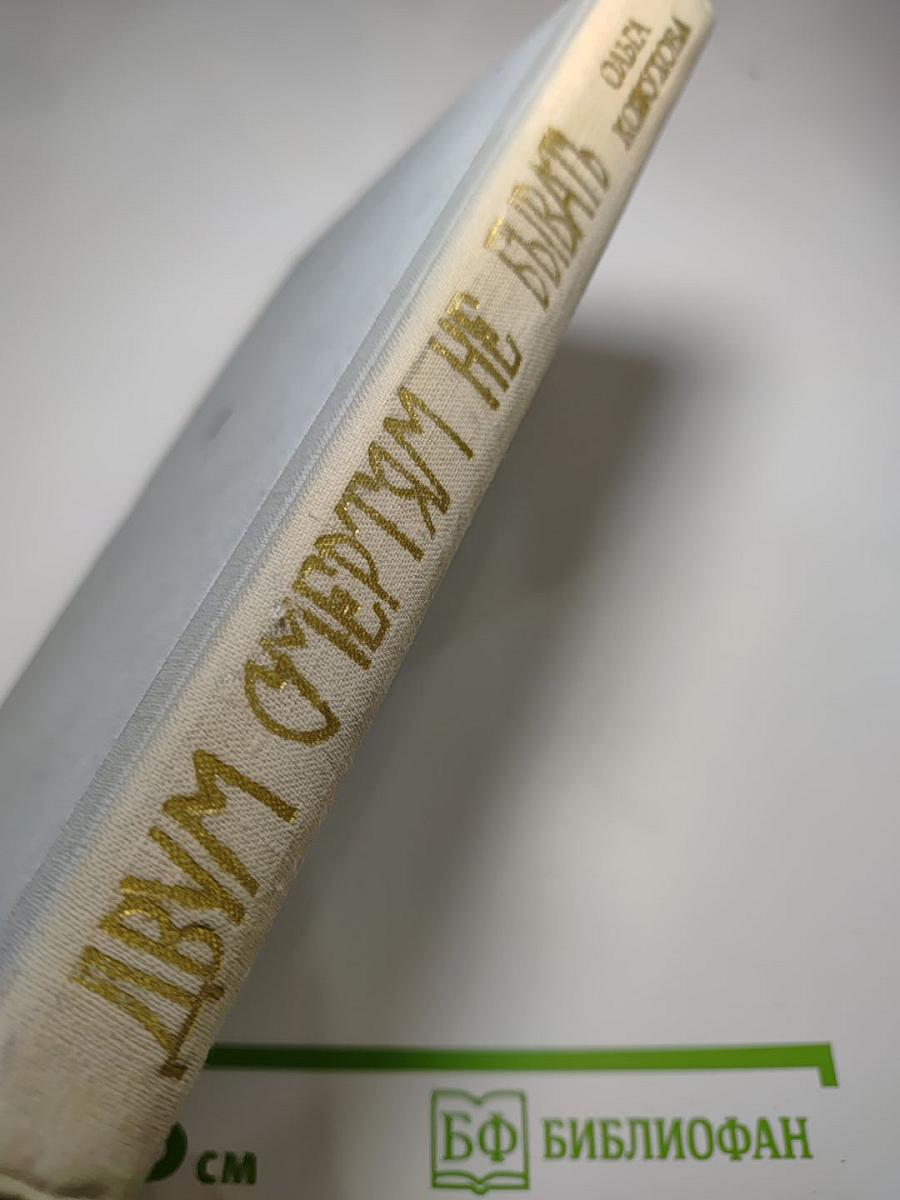 ОЛЬГА
КОЖУХОВА
ДВУМ СМЕРТЯМ НЕ БЫВАТЬ
см
БФ БИБЛИОФАН